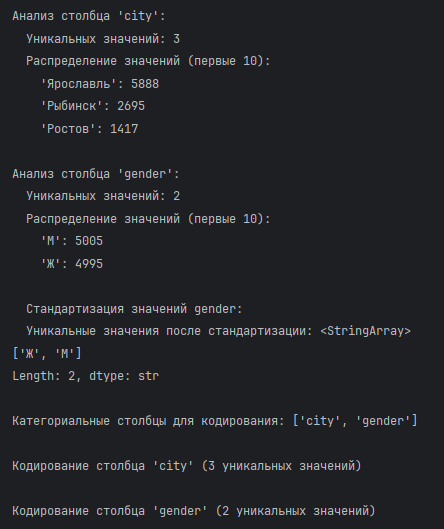 Анализ столбца 'city':
Уникальных значений: 3
Распределение значений (первые 10):
'Ярославль': 5888
'Рыбинск': 2695
'Ростов': 1417
Анализ столбца 'gender':
Уникальных значений: 2
Распределение значений (первые 10):
'М': 5005
'Ж': 4995
Стандартизация значений gender:
Уникальные значения после стандартизации: <StringArray>
['Ж', 'М']
Length: 2, dtype: str
Категориальные столбцы для кодирования: ['city', 'gender']
Кодирование столбца 'city' (3 уникальных значений)
Кодирование столбца 'gender' (2 уникальных значений)